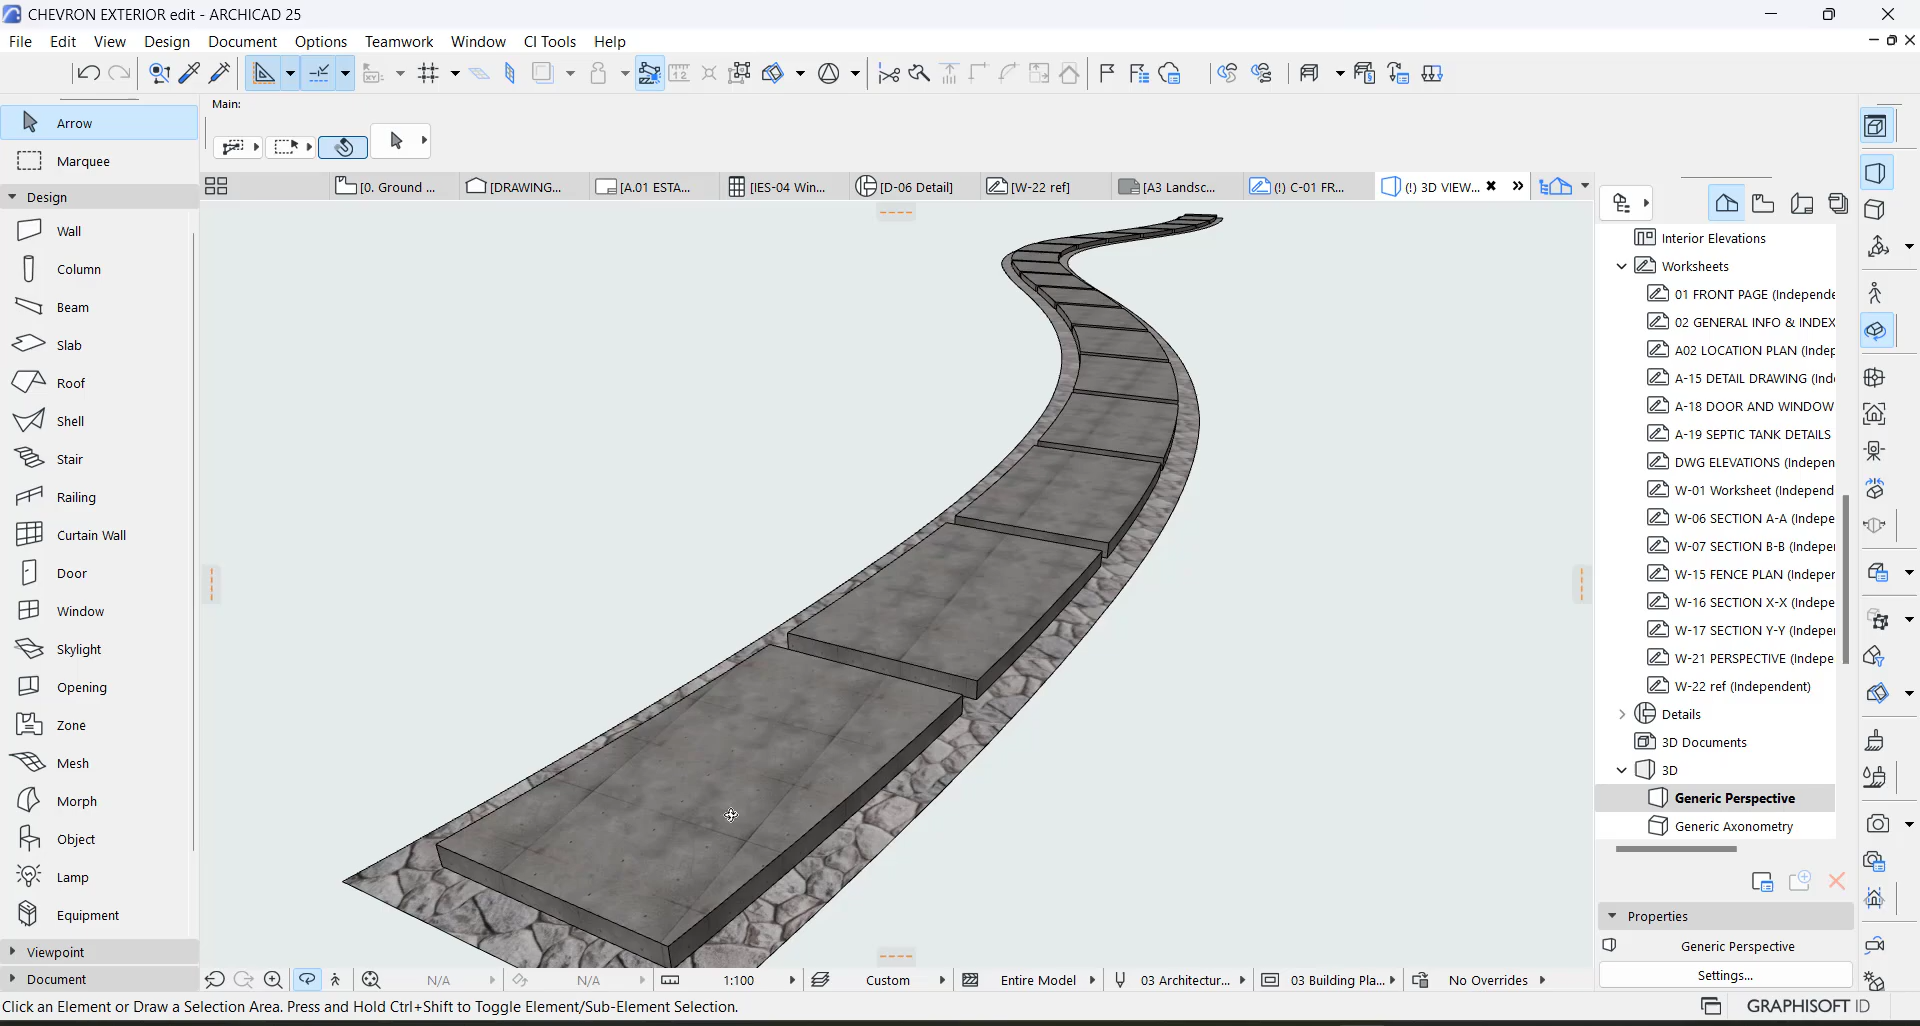 CHEVRON EXTERIOR edit - ARCHICAD 25
File Edit View Design Document Options Teamwork Window CI Tools Help
Main:
Arrow
Marquee
Design
Wall
Column
Beam
Slab
Roof
Shell
Stair
Railing
Curtain Wall
Door
Window
Skylight
Opening
Zone
Mesh
Morph
Object
Lamp
Equipment
Viewpoint
Document
[0. Ground ...
[DRAWING...
[A.01 ESTA...
[IES-04 Win...
[D-06 Detail]
[W-22 ref]
[A3 Landsc...
(!) C-01 FR...
(!) 3D VIEW...
Interior Elevations
Worksheets
01 FRONT PAGE (Independe
02 GENERAL INFO & INDEX
A02 LOCATION PLAN (Indep
A-15 DETAIL DRAWING (Ind
A-18 DOOR AND WINDOW
A-19 SEPTIC TANK DETAILS
DWG ELEVATIONS (Indepen
W-01 Worksheet (Independ
W-06 SECTION A-A (Indepe
W-07 SECTION B-B (Indepe
W-15 FENCE PLAN (Indeper
W-16 SECTION X-X (Indepe
W-17 SECTION Y-Y (Indepe
W-21 PERSPECTIVE (Indepe
W-22 ref (Independent)
Details
3D Documents
3D
Generic Perspective
Generic Axonometry
Properties
Generic Perspective
Settings...
N/A
N/A
1:100
Custom
Entire Model
03 Architectur...
03 Building Pla...
No Overrides
Click an Element or Draw a Selection Area. Press and Hold Ctrl+Shift to Toggle Element/Sub-Element Selection.
GRAPHISOFT ID